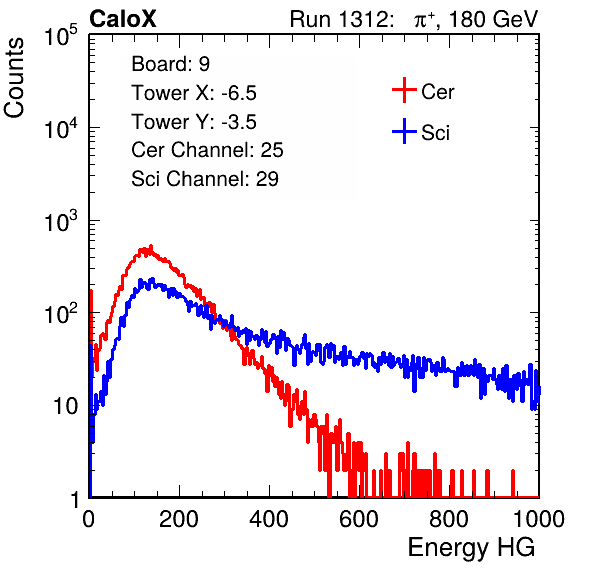 CaloX
Run 1312: π⁺, 180 GeV
Counts
10⁵
10⁴
10³
10²
10
1
Board: 9
Tower X: -6.5
Tower Y: -3.5
Cer Channel: 25
Sci Channel: 29
Cer
Sci
0 200 400 600 800 1000
Energy HG